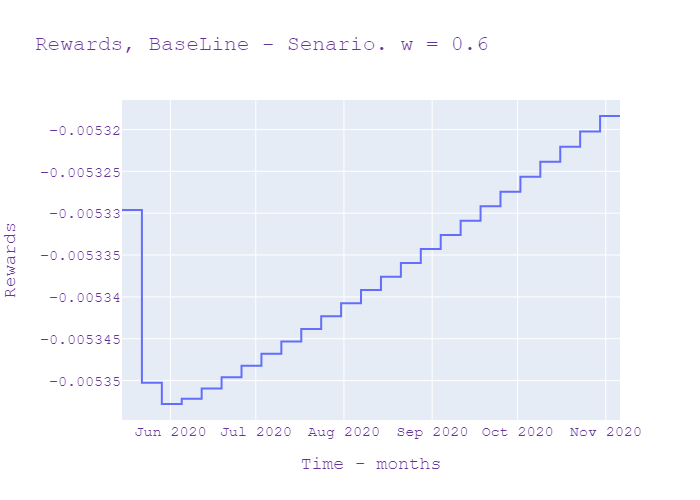 Rewards, BaseLine - Senario. w = 0.6
Rewards
−0.00532
−0.005325
−0.00533
−0.005335
−0.00534
−0.005345
−0.00535
Jun 2020 Jul 2020 Aug 2020 Sep 2020 Oct 2020 Nov 2020
Time - months